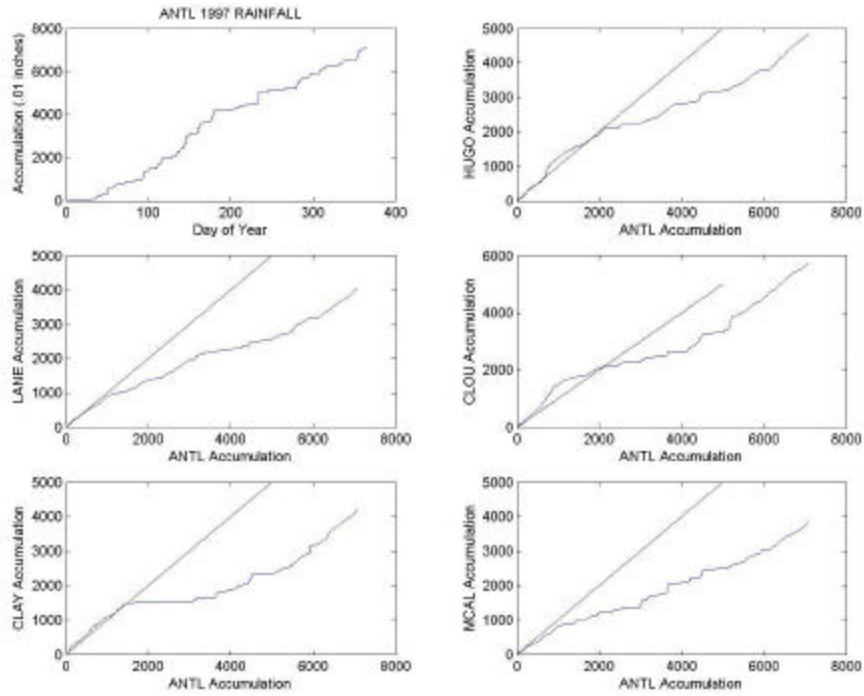 ANTL 1997 RAINFALL
Accumulation (.01 inches)
8000
6000
4000
2000
0
0 100 200 300 400
Day of Year
HUGO Accumulation
5000
4000
3000
2000
1000
0
0 2000 4000 6000 8000
ANTL Accumulation
LANE Accumulation
5000
4000
3000
2000
1000
0
0 2000 4000 6000 8000
ANTL Accumulation
CLOU Accumulation
6000
5000
4000
3000
2000
1000
0
0 2000 4000 6000 8000
ANTL Accumulation
CLAY Accumulation
5000
4000
3000
2000
1000
0
0 2000 4000 6000 8000
ANTL Accumulation
MCAL Accumulation
5000
4000
3000
2000
1000
0
0 2000 4000 6000 8000
ANTL Accumulation